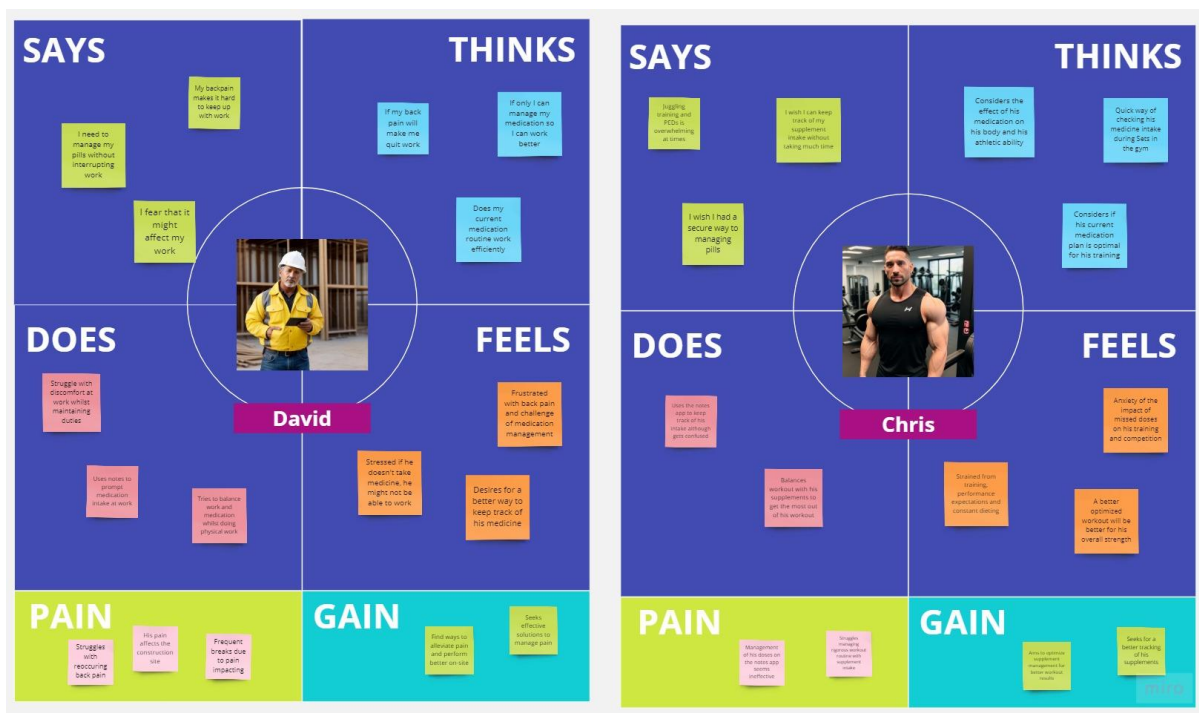 SAYS
THINKS
My backpain
makes it hard
to keep up
with work
I need to
manage my
pills without
interrupting
work
I fear that it
might
affect my
work
If my back
pain will
make me
quit work
If only I can
manage my
medication so
I can work
better
Does my
current
medication
routine work
efficiently
David
DOES
FEELS
Struggle with
discomfort at
work whilst
maintaining
duties
Uses notes to
prompt
medication
intake at work
Tries to balance
work and
medication
while doing
physical work
Frustrated
with back pain
and challenge
of medication
management
Stressed if he
doesn't take
medicine, he
might not be
able to work
Desires for a
better way to
keep track of
his medicine
PAIN
Struggles
with
reoccuring
back pain
His pain
affects the
construction
site
Frequent
breaks due to
pain
impacting
GAIN
Find ways to
alleviate pain
and perform
better on-site
Seeks
effective
solutions to
manage pain
SAYS
THINKS
Juggling
training and
PEDs is
overwhelming
at times
I wish I can keep
track of my
supplement
intake without
taking much time
I wish I had a
secure way to
managing
pills
Considers the
effect of his
medication on
his body and his
athletic ability
Quick way of
checking his
medicine intake
during Sets in
the gym
Considers if
his current
medication
plan is optimal
for his training
Chris
DOES
FEELS
Uses the notes
app to keep
track of his
intake although
gets confused
Balances
workout with his
supplements to
get the most out
of his workout
Anxiety of the
impact of
missed doses
on his training
and competition
Strained from
training,
performance
expectations and
constant dieting
A better
optimized
workout will be
better for his
overall strength
PAIN
Management
of his doses on
the notes app
seems
ineffective
Struggles
managing
rigorous workout
routine with
supplement
intake
GAIN
Aims to optimize
supplement
management for
better workout
results
Seeks for a
better tracking
of his
supplements
miro